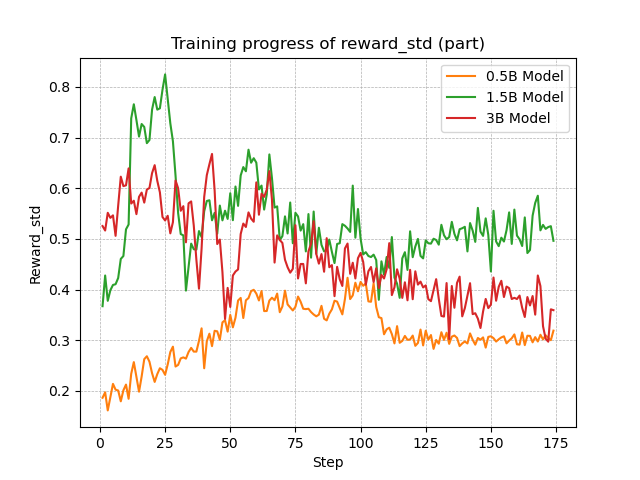 Training progress of reward_std (part)
0.5B Model
1.5B Model
3B Model
Reward_std
0.8
0.7
0.6
0.5
0.4
0.3
0.2
0
25
50
75
100
125
150
175
Step